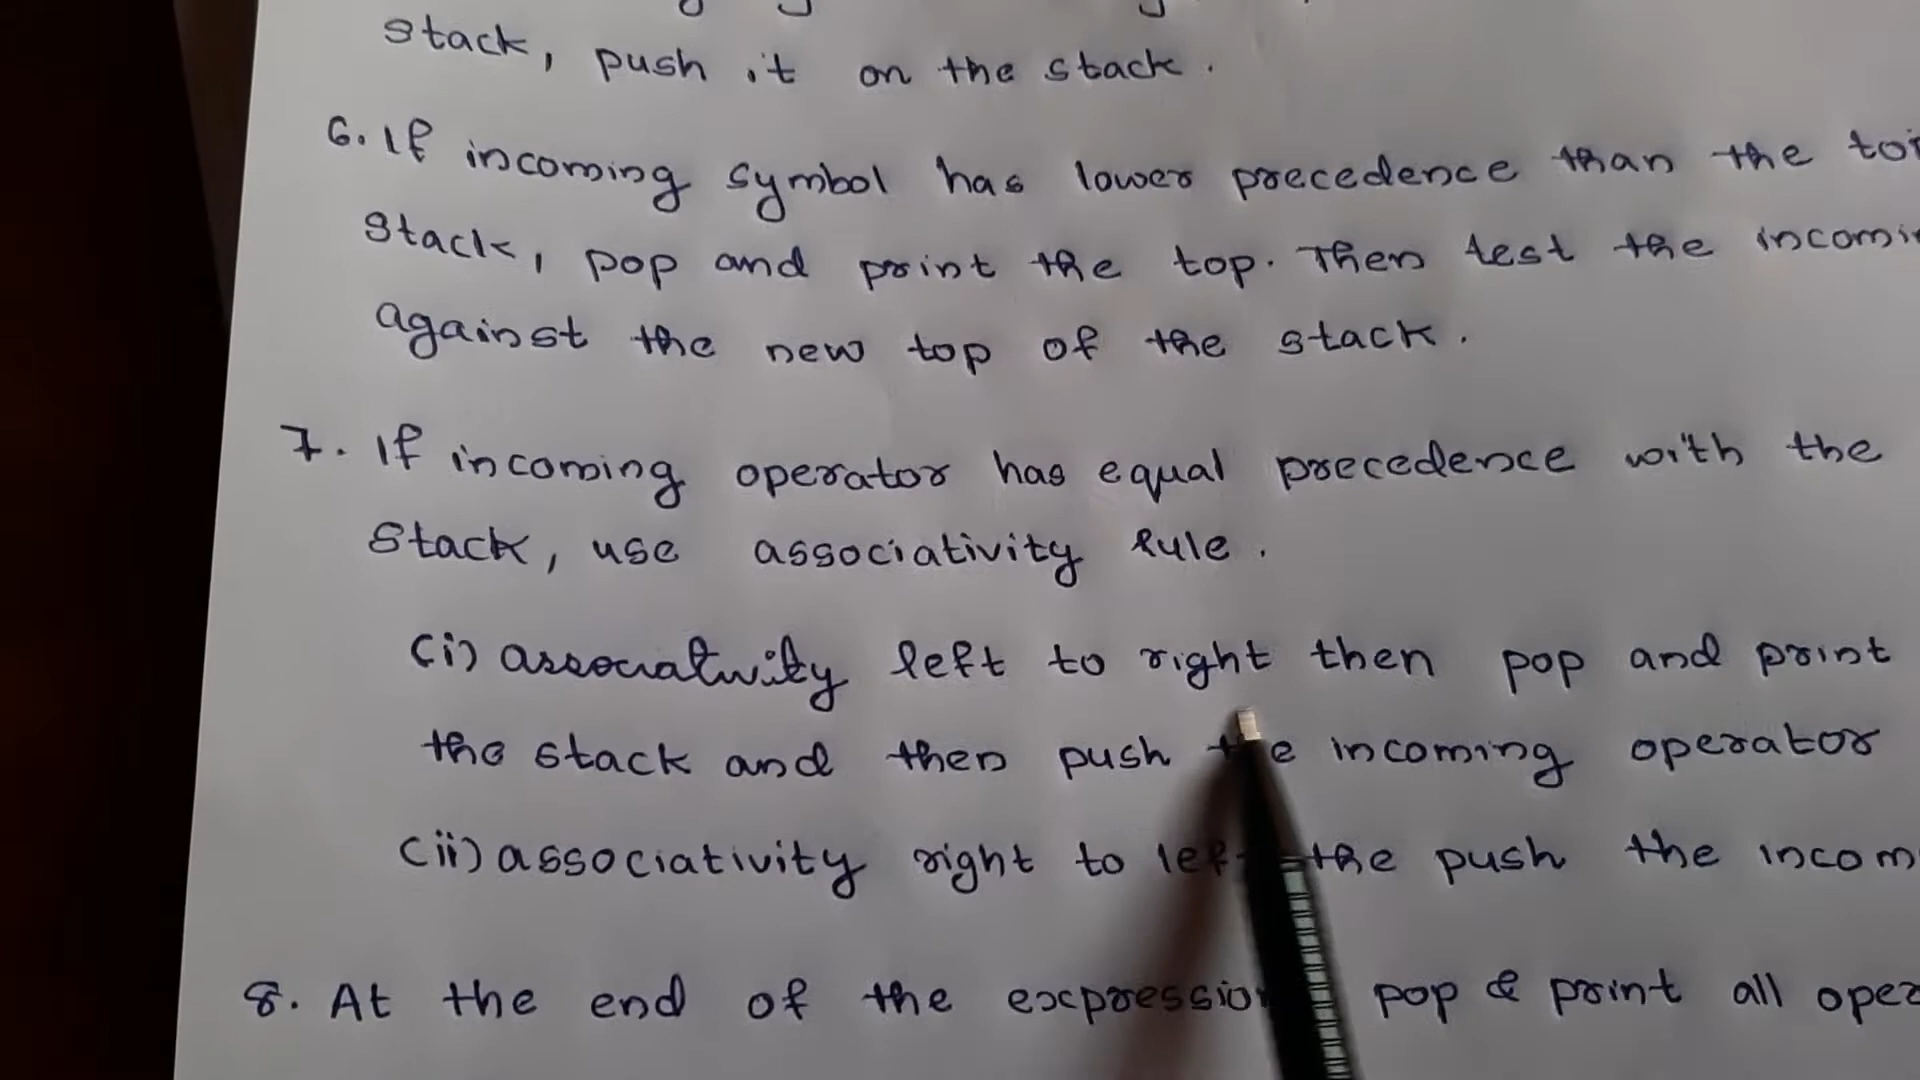 stack, push it on the stack.
6. If incoming symbol has lower precedence than the
stack, pop and print the top. Then test the
against the new top of the stack.
7. If incoming operator has equal precedence with the
stack, use associativity rule.
(i) associativity left to right then pop and print
the stack and then push the incoming operator
(ii) associativity right to left the push the
8. At the end of the expression pop & print all